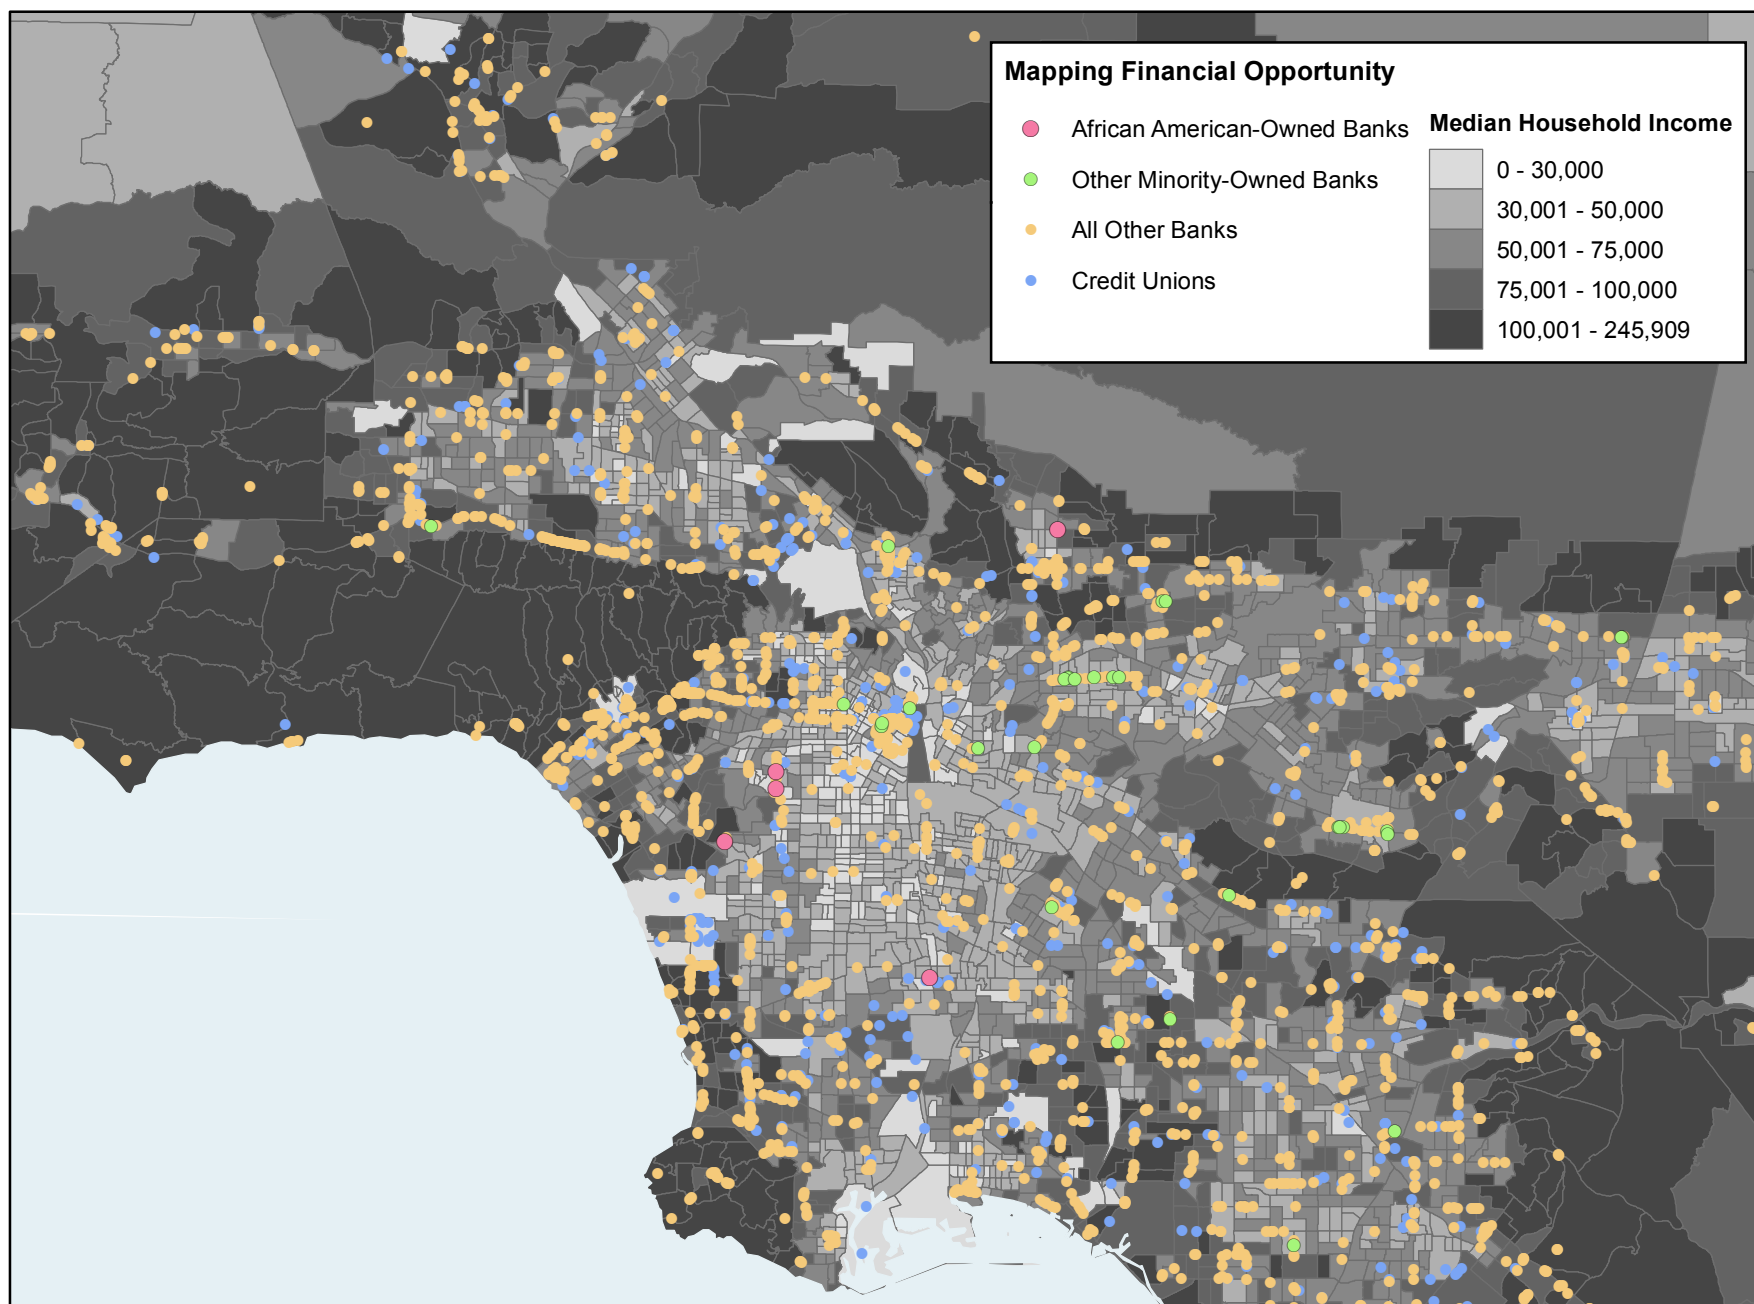 Mapping Financial Opportunity
African American-Owned Banks
Other Minority-Owned Banks
All Other Banks
Credit Unions
Median Household Income
0 - 30,000
30,001 - 50,000
50,001 - 75,000
75,001 - 100,000
100,001 - 245,909